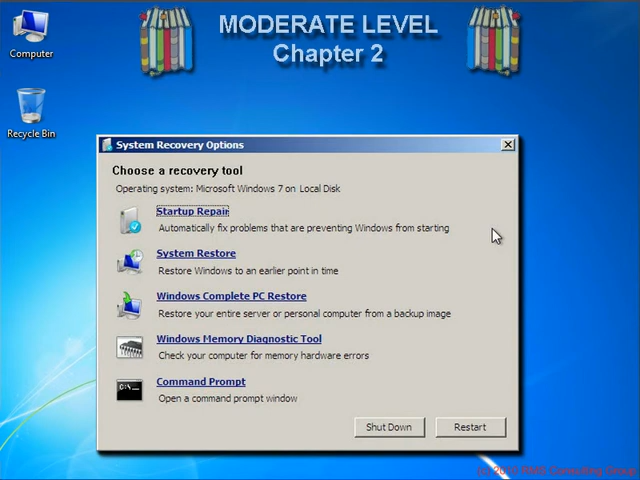 MODERATE LEVEL
Chapter 2
Computer
Recycle Bin
System Recovery Options
Choose a recovery tool
Operating system: Microsoft Windows 7 on Local Disk
Startup Repair
Automatically fix problems that are preventing Windows from starting
System Restore
Restore Windows to an earlier point in time
Windows Complete PC Restore
Restore your entire server or personal computer from a backup image
Windows Memory Diagnostic Tool
Check your computer for memory hardware errors
C:\_
Command Prompt
Open a command prompt window
Shut Down
Restart
(c) 2010 RMS Consulting Group